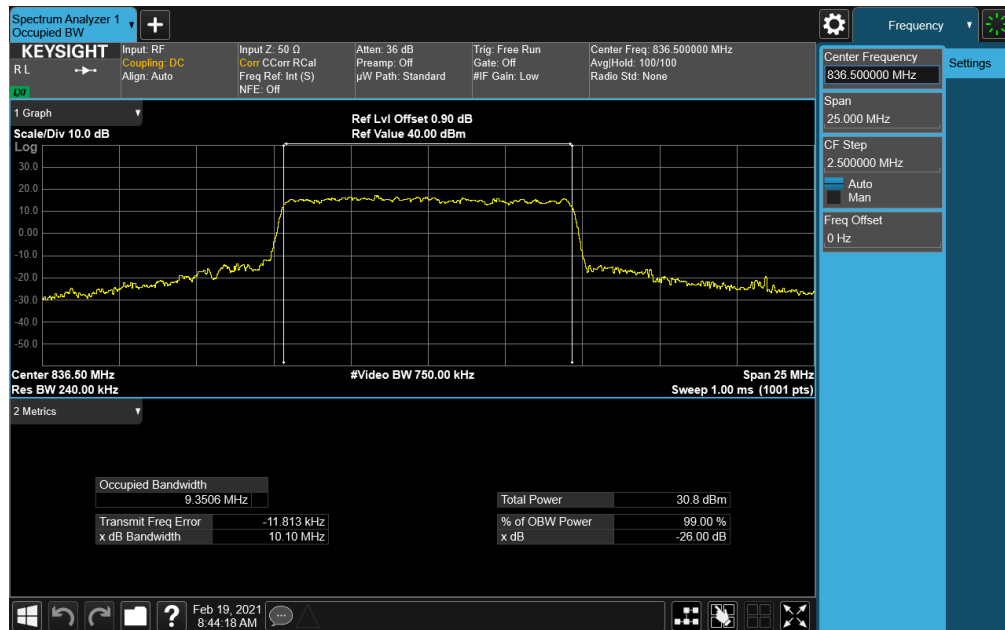 Spectrum Analyzer 1
Occupied BW
Frequency
KEYSIGHT
R L
LXI
Input: RF
Coupling: DC
Align: Auto
Input Z: 50 Ω
Corr CCorr RCal
Freq Ref: Int (S)
NFE: Off
Atten: 36 dB
Preamp: Off
µW Path: Standard
Trig: Free Run
Gate: Off
#IF Gain: Low
Center Freq: 836.500000 MHz
Avg|Hold: 100/100
Radio Std: None
Center Frequency
836.500000 MHz
Settings
Span
25.000 MHz
CF Step
2.500000 MHz
Auto
Man
Freq Offset
0 Hz
1 Graph
Scale/Div 10.0 dB
Ref Lvl Offset 0.90 dB
Ref Value 40.00 dBm
Log
30.0
20.0
10.0
0.00
-10.0
-20.0
-30.0
-40.0
-50.0
Center 836.50 MHz
#Video BW 750.00 kHz
Span 25 MHz
Res BW 240.00 kHz
Sweep 1.00 ms (1001 pts)
2 Metrics
Occupied Bandwidth
9.3506 MHz
Total Power 30.8 dBm
Transmit Freq Error -11.813 kHz
% of OBW Power 99.00 %
x dB Bandwidth 10.10 MHz
x dB -26.00 dB
?
Feb 19, 2021
8:44:18 AM